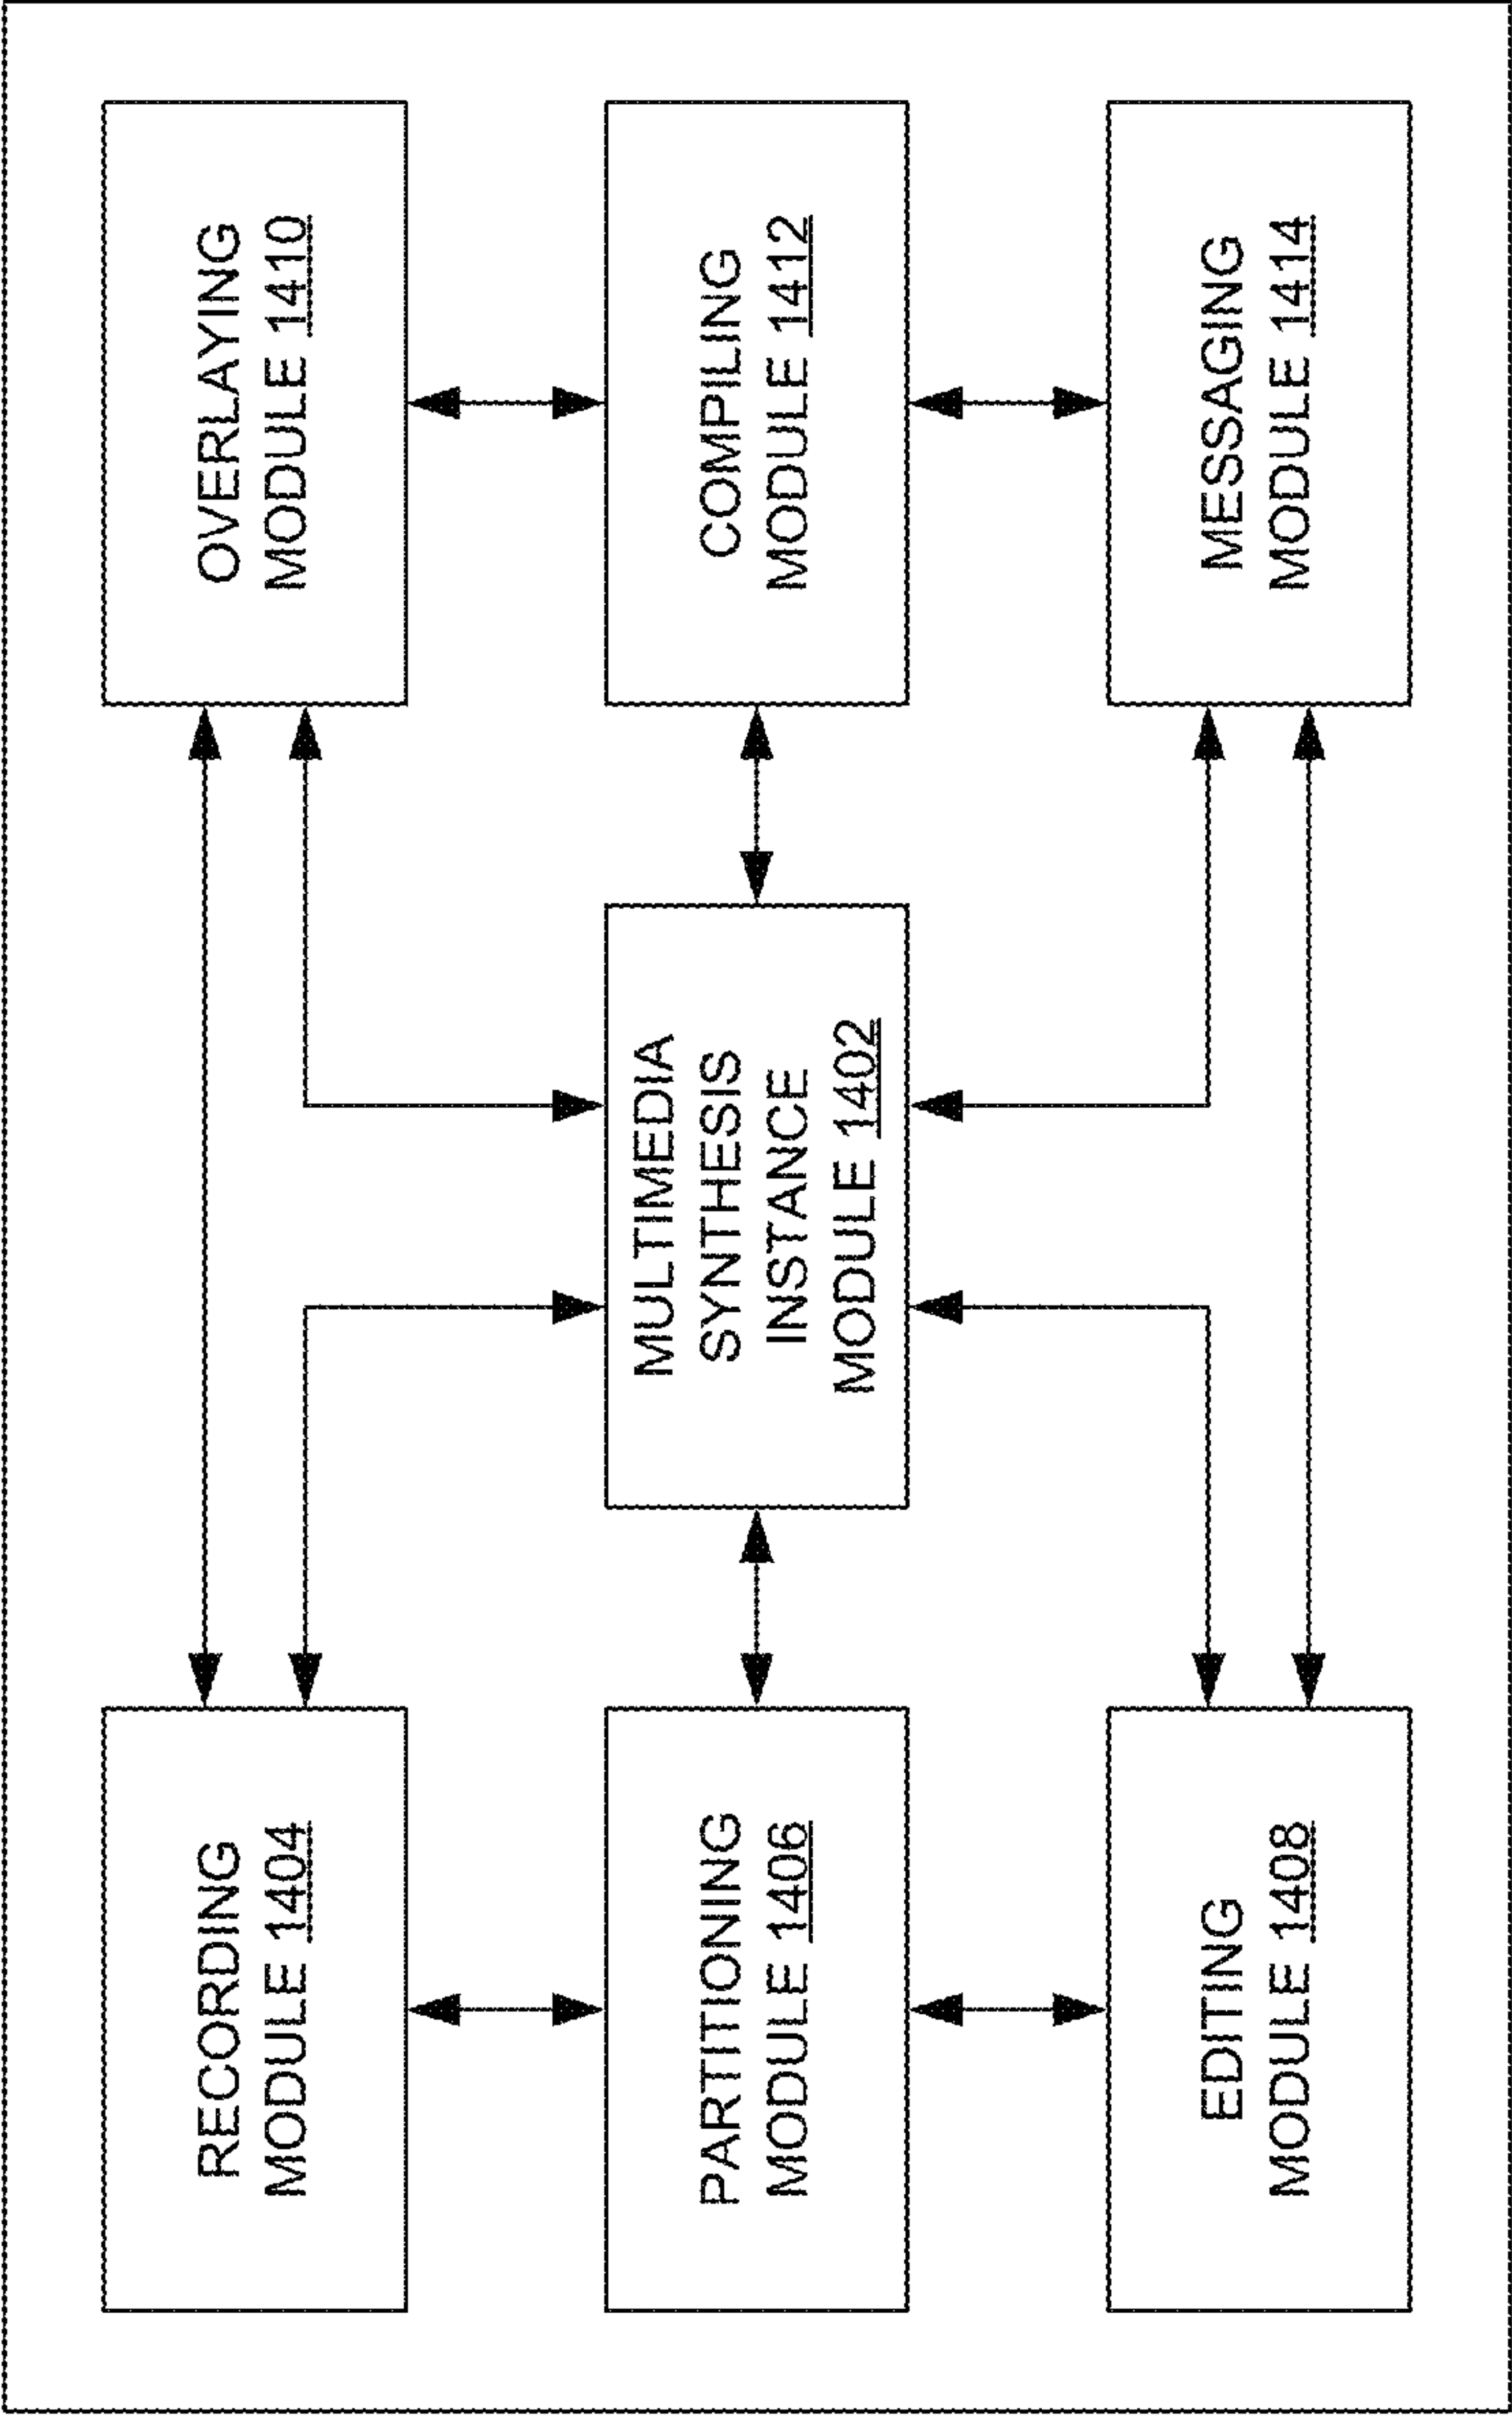 RECORDING
MODULE 1404
OVERLAYING
MODULE 1410
PARTITIONING
MODULE 1406
MULTIMEDIA
SYNTHESIS
INSTANCE
MODULE 1402
COMPILING
MODULE 1412
EDITING
MODULE 1408
MESSAGING
MODULE 1414